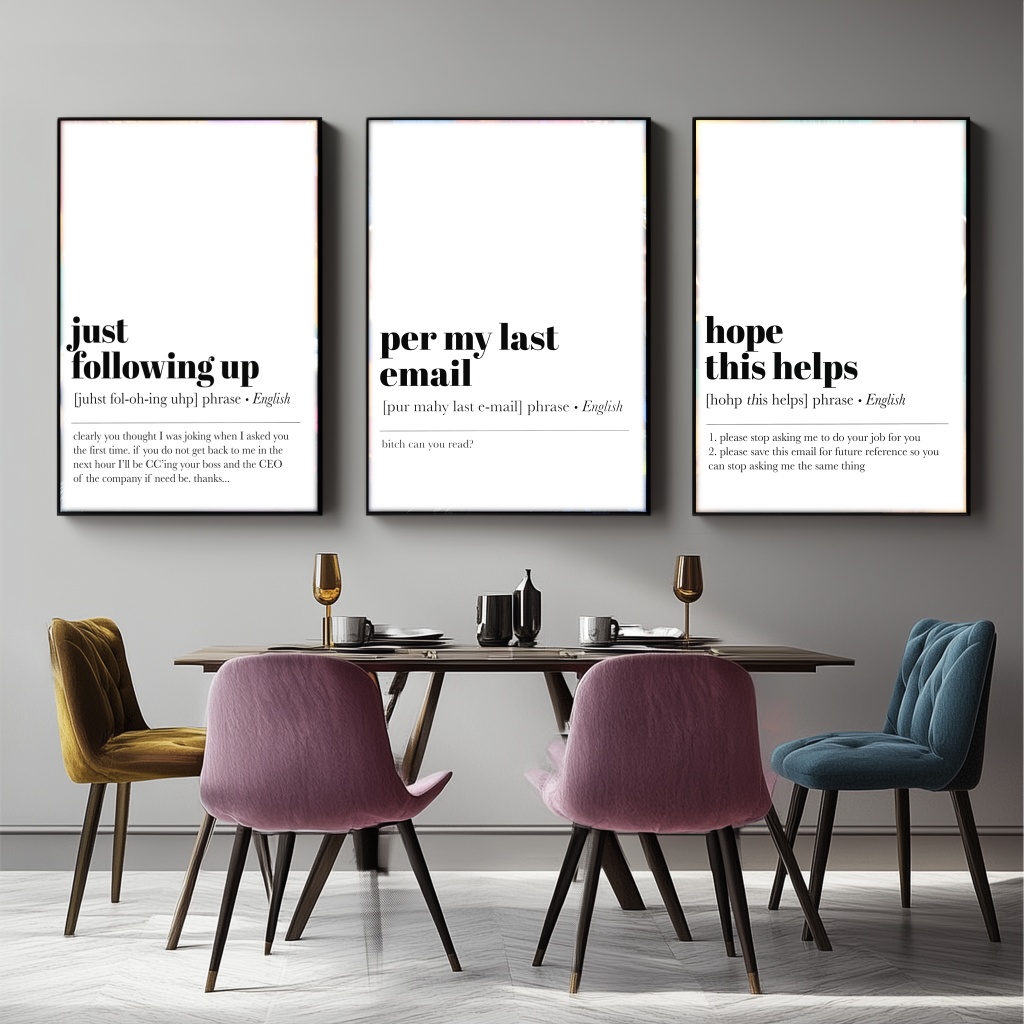 just
following up
[juhst fol-oh-ing uhp] phrase • English
clearly you thought I was joking when I asked you
the first time. if you do not get back to me in the
next hour I'll be CC'ing your boss and the CEO
of the company if need be. thanks...
per my last
email
[pur mahy last e-mail] phrase • English
bitch can you read?
hope
this helps
[hohp this helps] phrase • English
1. please stop asking me to do your job for you
2. please save this email for future reference so you
can stop asking me the same thing